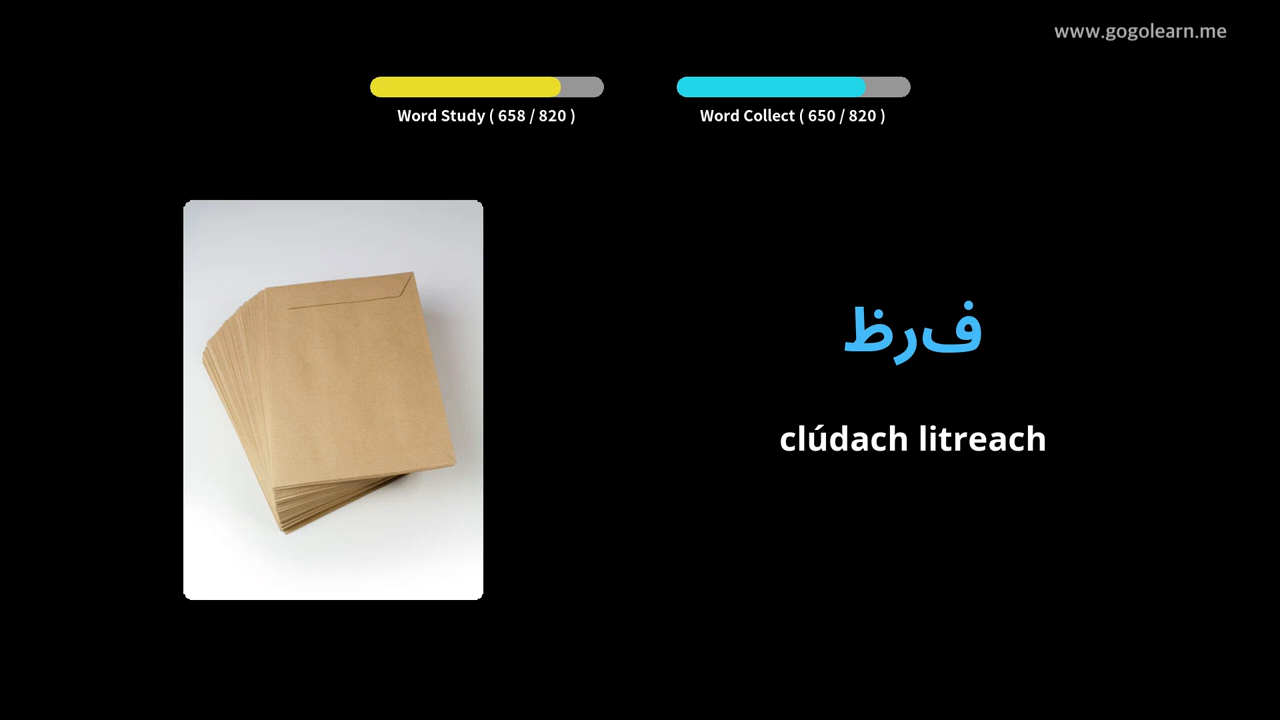 www.gogolearn.me
Word Study ( 658 / 820 )
Word Collect ( 650 / 820 )
فرظ
clúdach litreach